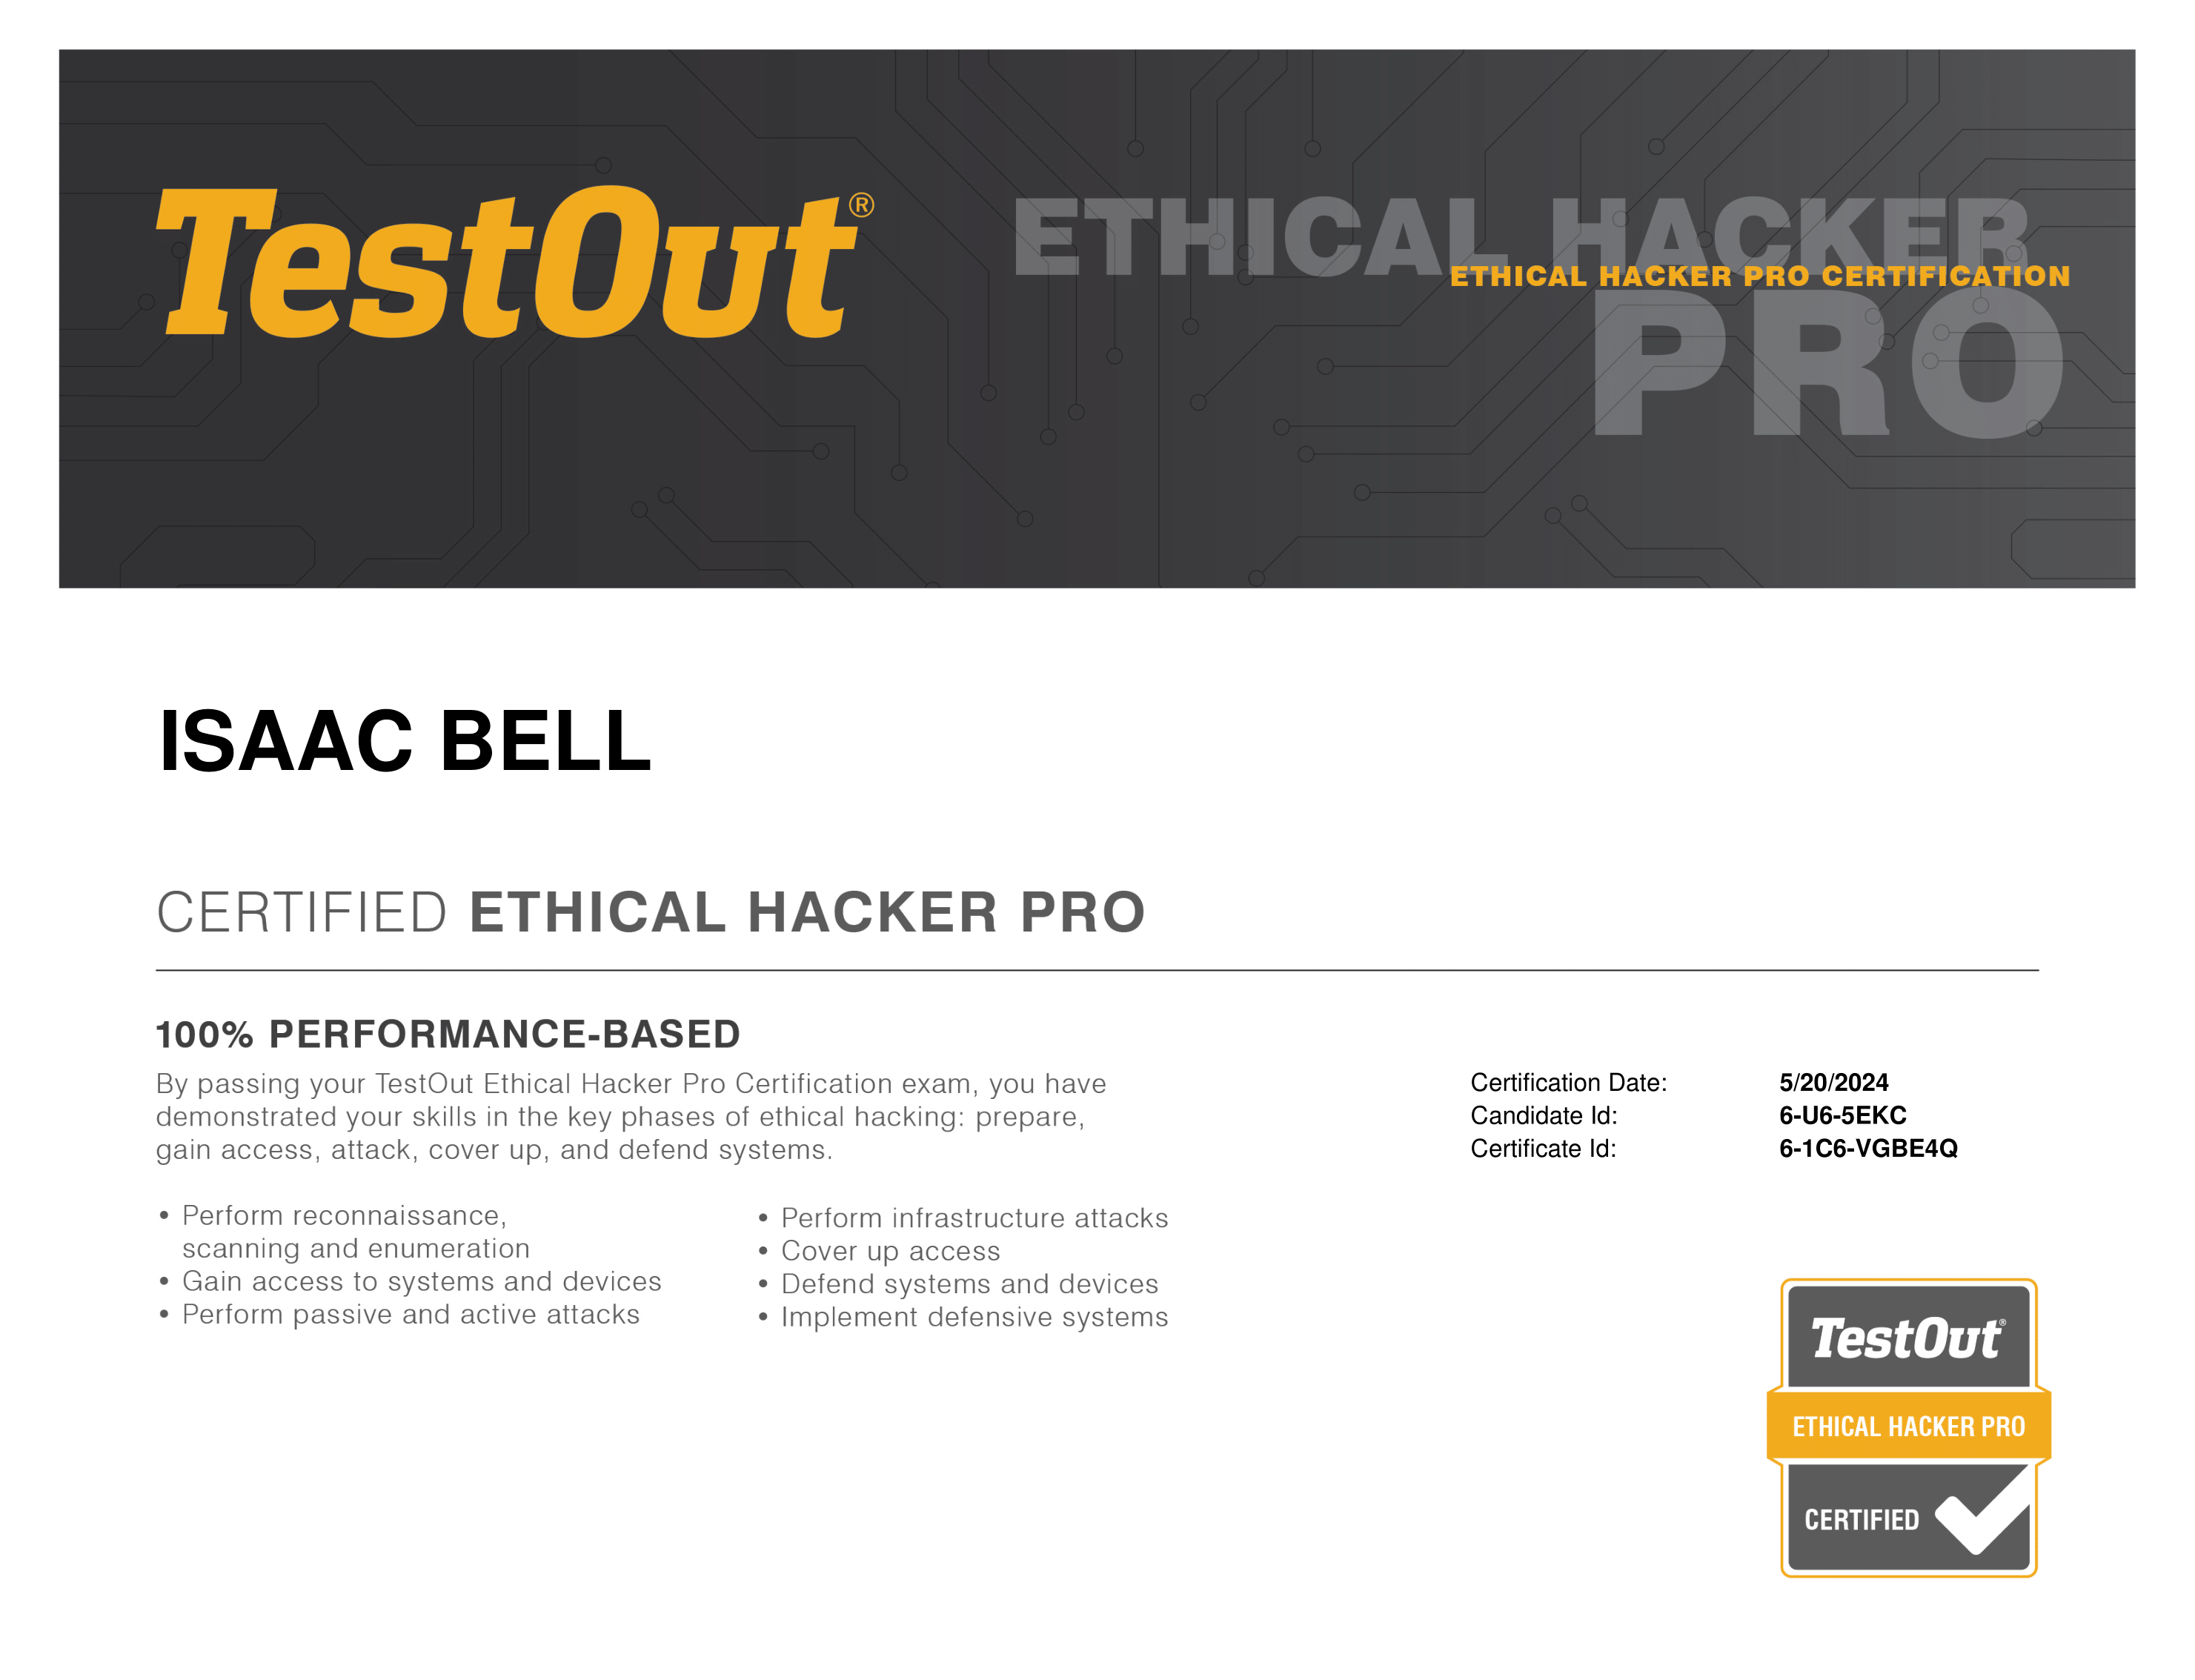 TestOut®
ETHICAL HACKER
ETHICAL HACKER PRO CERTIFICATION
PRO
ISAAC BELL
CERTIFIED ETHICAL HACKER PRO
100% PERFORMANCE-BASED
By passing your TestOut Ethical Hacker Pro Certification exam, you have
demonstrated your skills in the key phases of ethical hacking: prepare,
gain access, attack, cover up, and defend systems.
• Perform reconnaissance,
scanning and enumeration
• Gain access to systems and devices
• Perform passive and active attacks
• Perform infrastructure attacks
• Cover up access
• Defend systems and devices
• Implement defensive systems
Certification Date: 5/20/2024
Candidate Id: 6-U6-5EKC
Certificate Id: 6-1C6-VGBE4Q
TestOut®
ETHICAL HACKER PRO
CERTIFIED